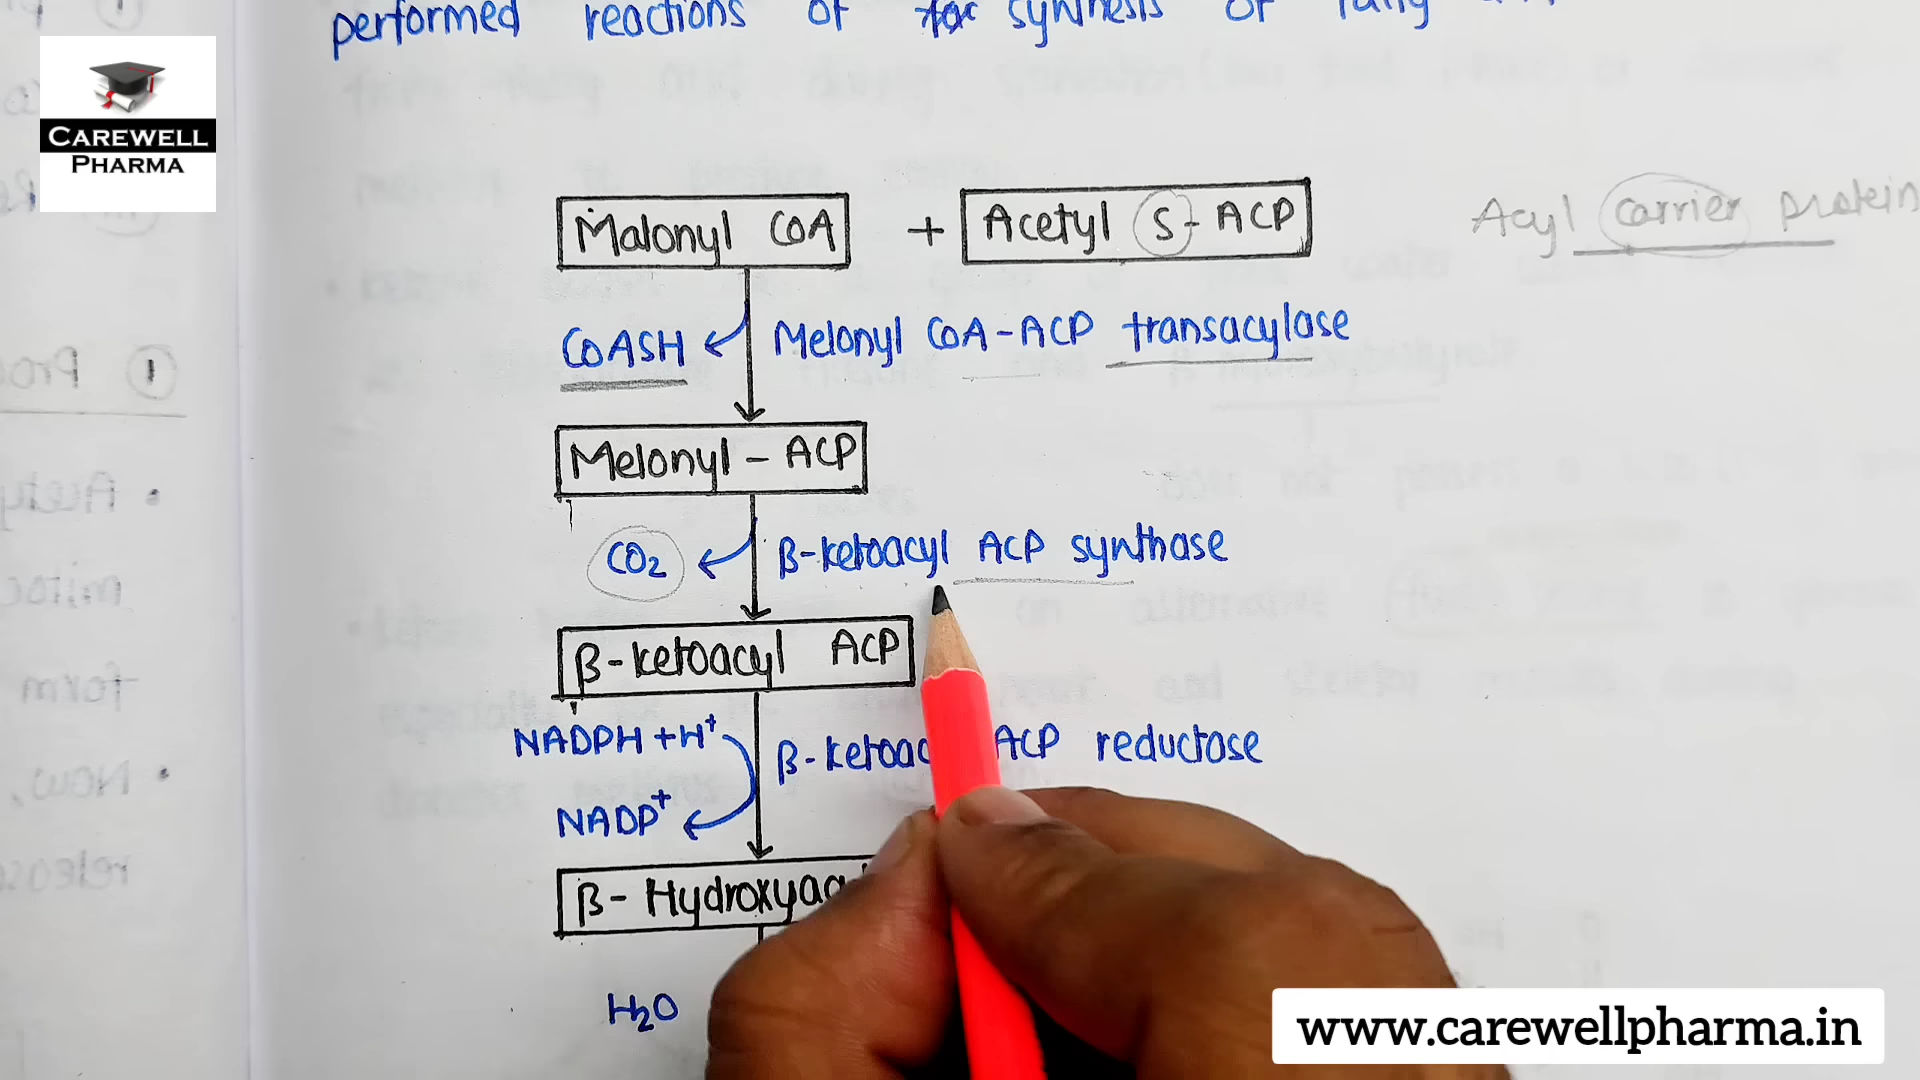 performed reactions of for synthesis of
CAREWELL
PHARMA
Malonyl CoA + Acetyl S-ACP
Acyl carrier protein
CoASH Melonyl CoA-ACP transacylase
Melonyl - ACP
CO2 β-ketoacyl ACP synthase
β-ketoacyl ACP
NADPH + H+
β-ketoac ACP reductase
NADP+
β- Hydroxyac
H2O
www.carewellpharma.in